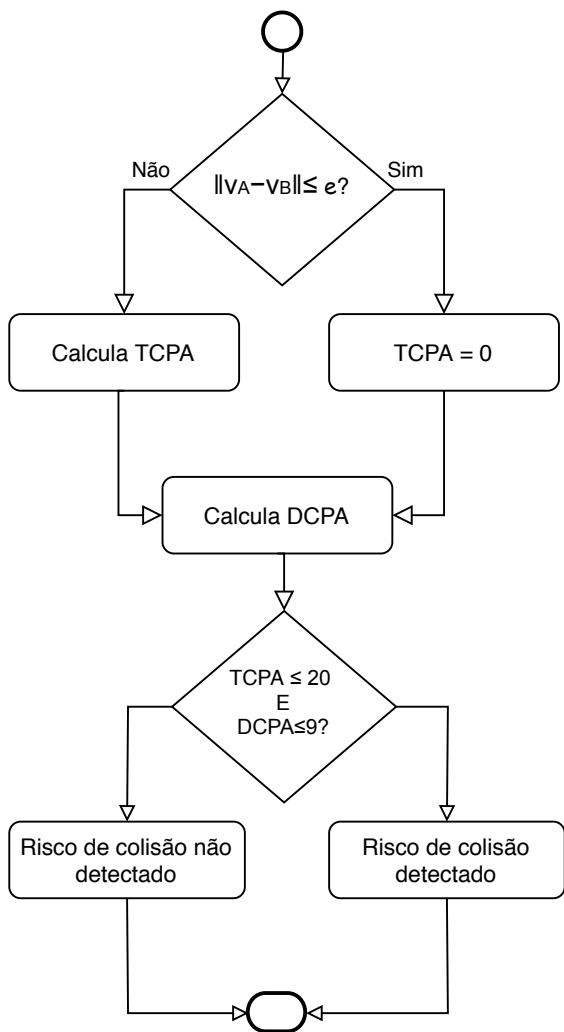 ‖vA−vB‖≤ e?
Não
Sim
Calcula TCPA
TCPA = 0
Calcula DCPA
TCPA ≤ 20
E
DCPA≤9?
Risco de colisão não
detectado
Risco de colisão
detectado